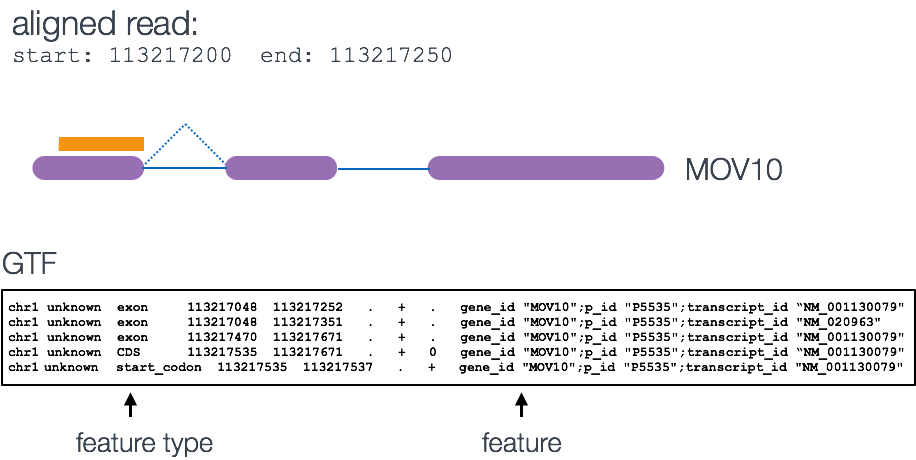 aligned read:
start: 113217200 end: 113217250
MOV10
GTF
chr1 unknown exon 113217048 113217252 . + . gene_id "MOV10";p_id "P5535";transcript_id “NM_001130079"
chr1 unknown exon 113217048 113217351 . + . gene_id "MOV10";p_id "P5535";transcript_id “NM_020963"
chr1 unknown exon 113217470 113217671 . + . gene_id "MOV10";p_id "P5535";transcript_id "NM_001130079"
chr1 unknown CDS 113217535 113217671 . + 0 gene_id "MOV10";p_id "P5535";transcript_id “NM_001130079"
chr1 unknown start_codon 113217535 113217537 . + gene_id "MOV10";p_id "P5535";transcript_id "NM_001130079"
feature type feature